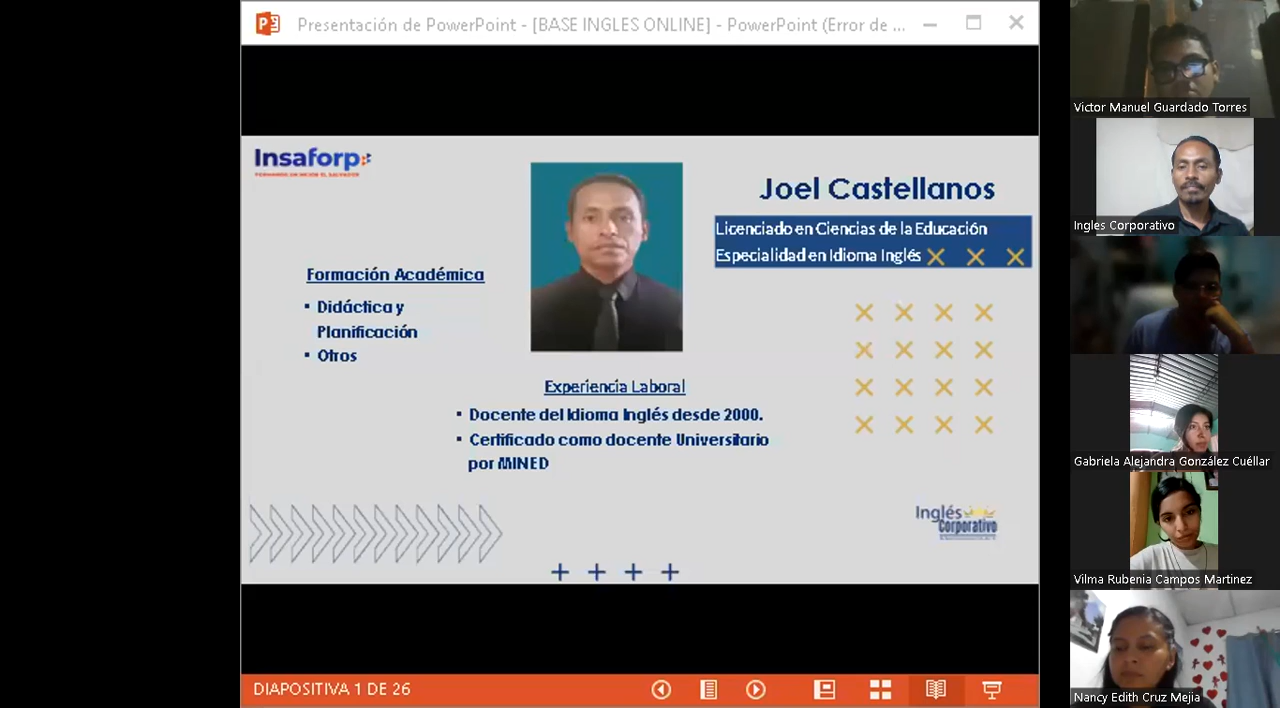 Presentación de PowerPoint - [BASE INGLES ONLINE] - PowerPoint (Error de ...
Insaforp
Joel Castellanos
Licenciado en Ciencias de la Educación
Especialidad en Idioma Inglés
Formación Académica
▪ Didáctica y
Planificación
▪ Otros
Experiencia Laboral
▪ Docente del Idioma Inglés desde 2000.
▪ Certificado como docente Universitario
por MINED
Inglés
Corporativo
DIAPOSITIVA 1 DE 26
Victor Manuel Guardado Torres
Ingles Corporativo
Gabriela Alejandra González Cuéllar
Vilma Rubenia Campos Martinez
Nancy Edith Cruz Mejia